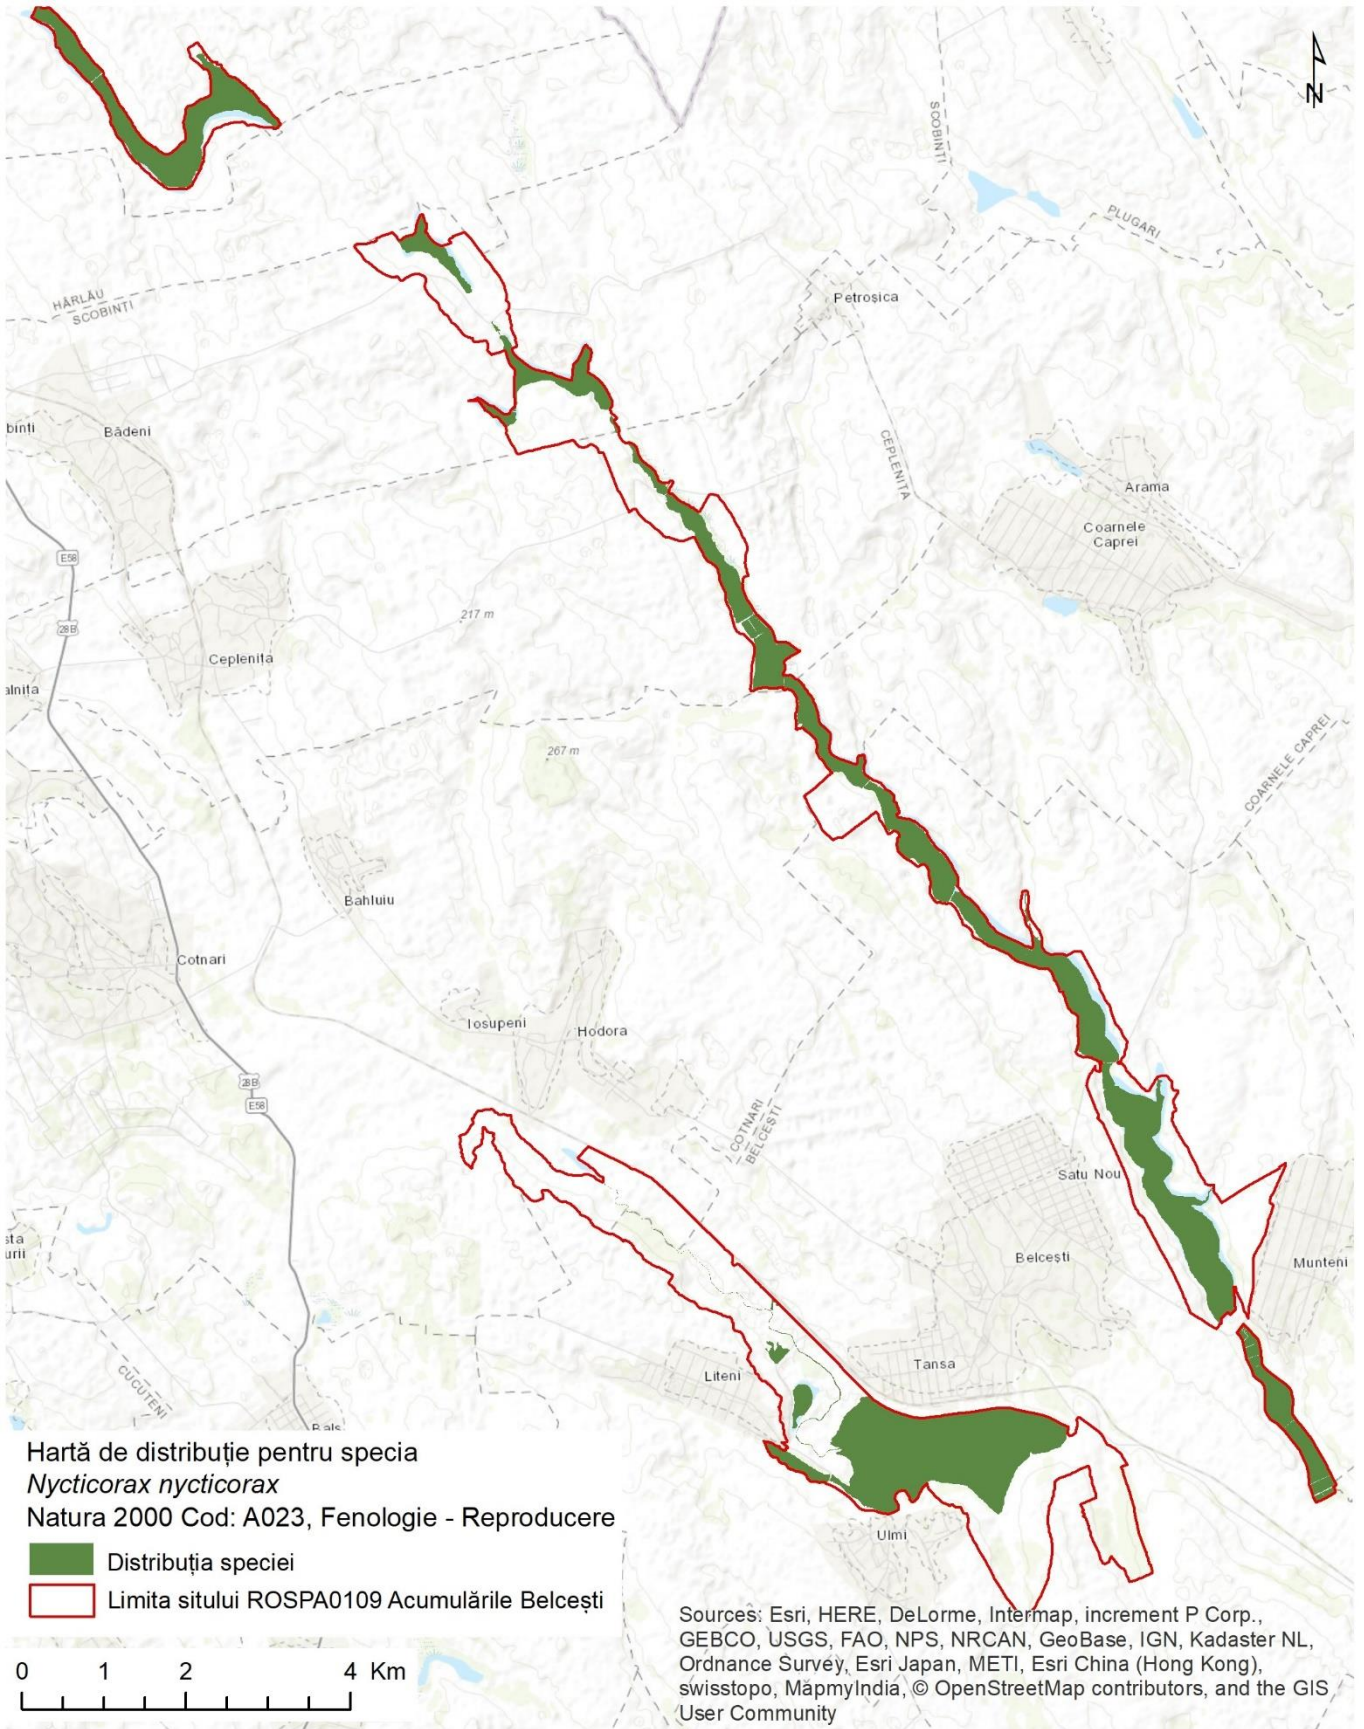 N
SCOBINȚI
PLUGARI
Petroșica
HÂRLĂU
SCOBINȚI
binți
Bădeni
CEPLENIȚA
Arama
Coarnele
Caprei
E58
28B
217 m
Ceplenița
alnița
267 m
COARNELE CAPREI
Bahluiu
Cotnari
Iosupeni
Hodora
28B
E58
COTNARI
BELCEȘTI
Satu Nou
sta
urii
Belcești
Munteni
Tansa
Liteni
CUCUTENI
Balș
Ulmi
Hartă de distribuție pentru specia
Nycticorax nycticorax
Natura 2000 Cod: A023, Fenologie - Reproducere
Distribuția speciei
Limita sitului ROSPA0109 Acumulările Belcești
0 1 2 4 Km
Sources: Esri, HERE, DeLorme, Intermap, increment P Corp.,
GEBCO, USGS, FAO, NPS, NRCAN, GeoBase, IGN, Kadaster NL,
Ordnance Survey, Esri Japan, METI, Esri China (Hong Kong),
swisstopo, MapmyIndia, © OpenStreetMap contributors, and the GIS
User Community